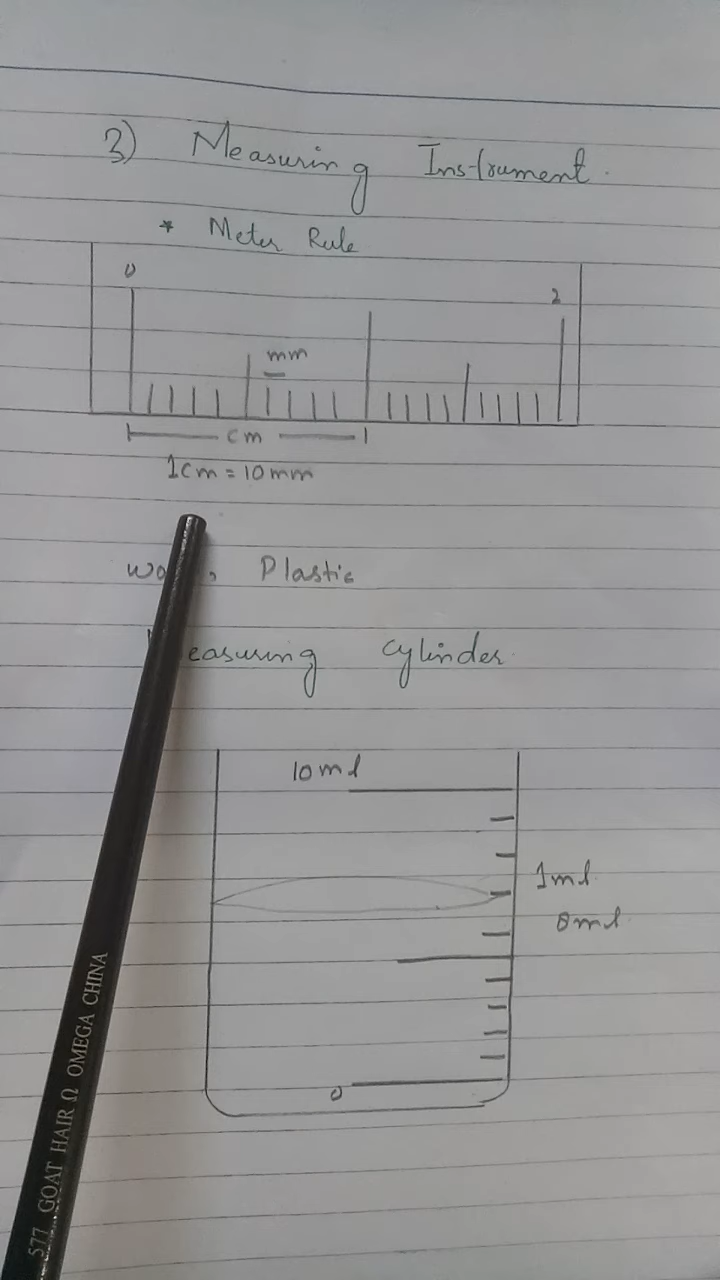 3) Measuring Instrument.
* Meter Rule
0 2
mm
cm 1
1cm = 10mm
, Plastic
easuring cylinder
10ml
1ml
8ml
0
577 GOAT HAIR Ω OMEGA CHINA